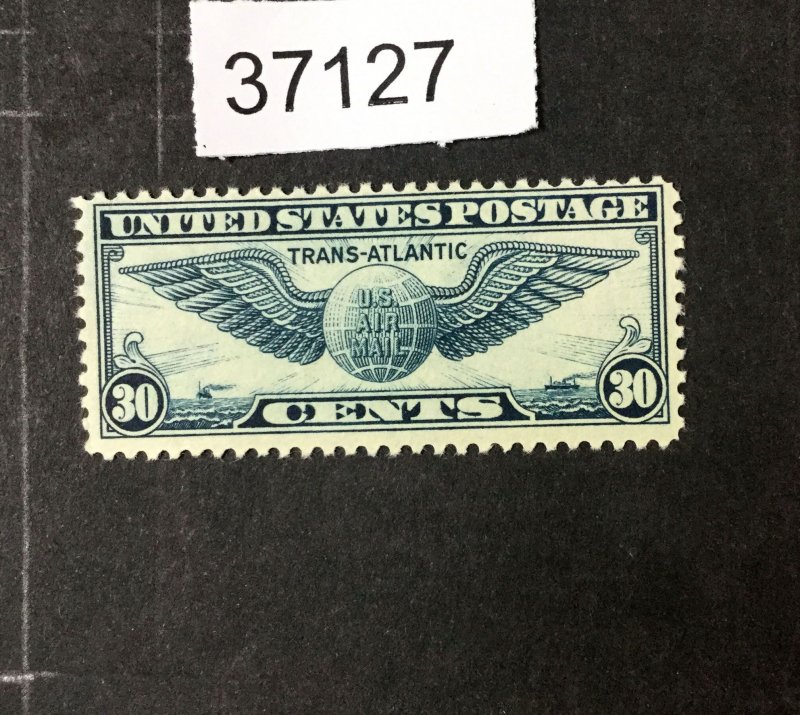 37127
UNITED STATES POSTAGE
TRANS-ATLANTIC
U.S.
AIR
MAIL
30 CENTS 30